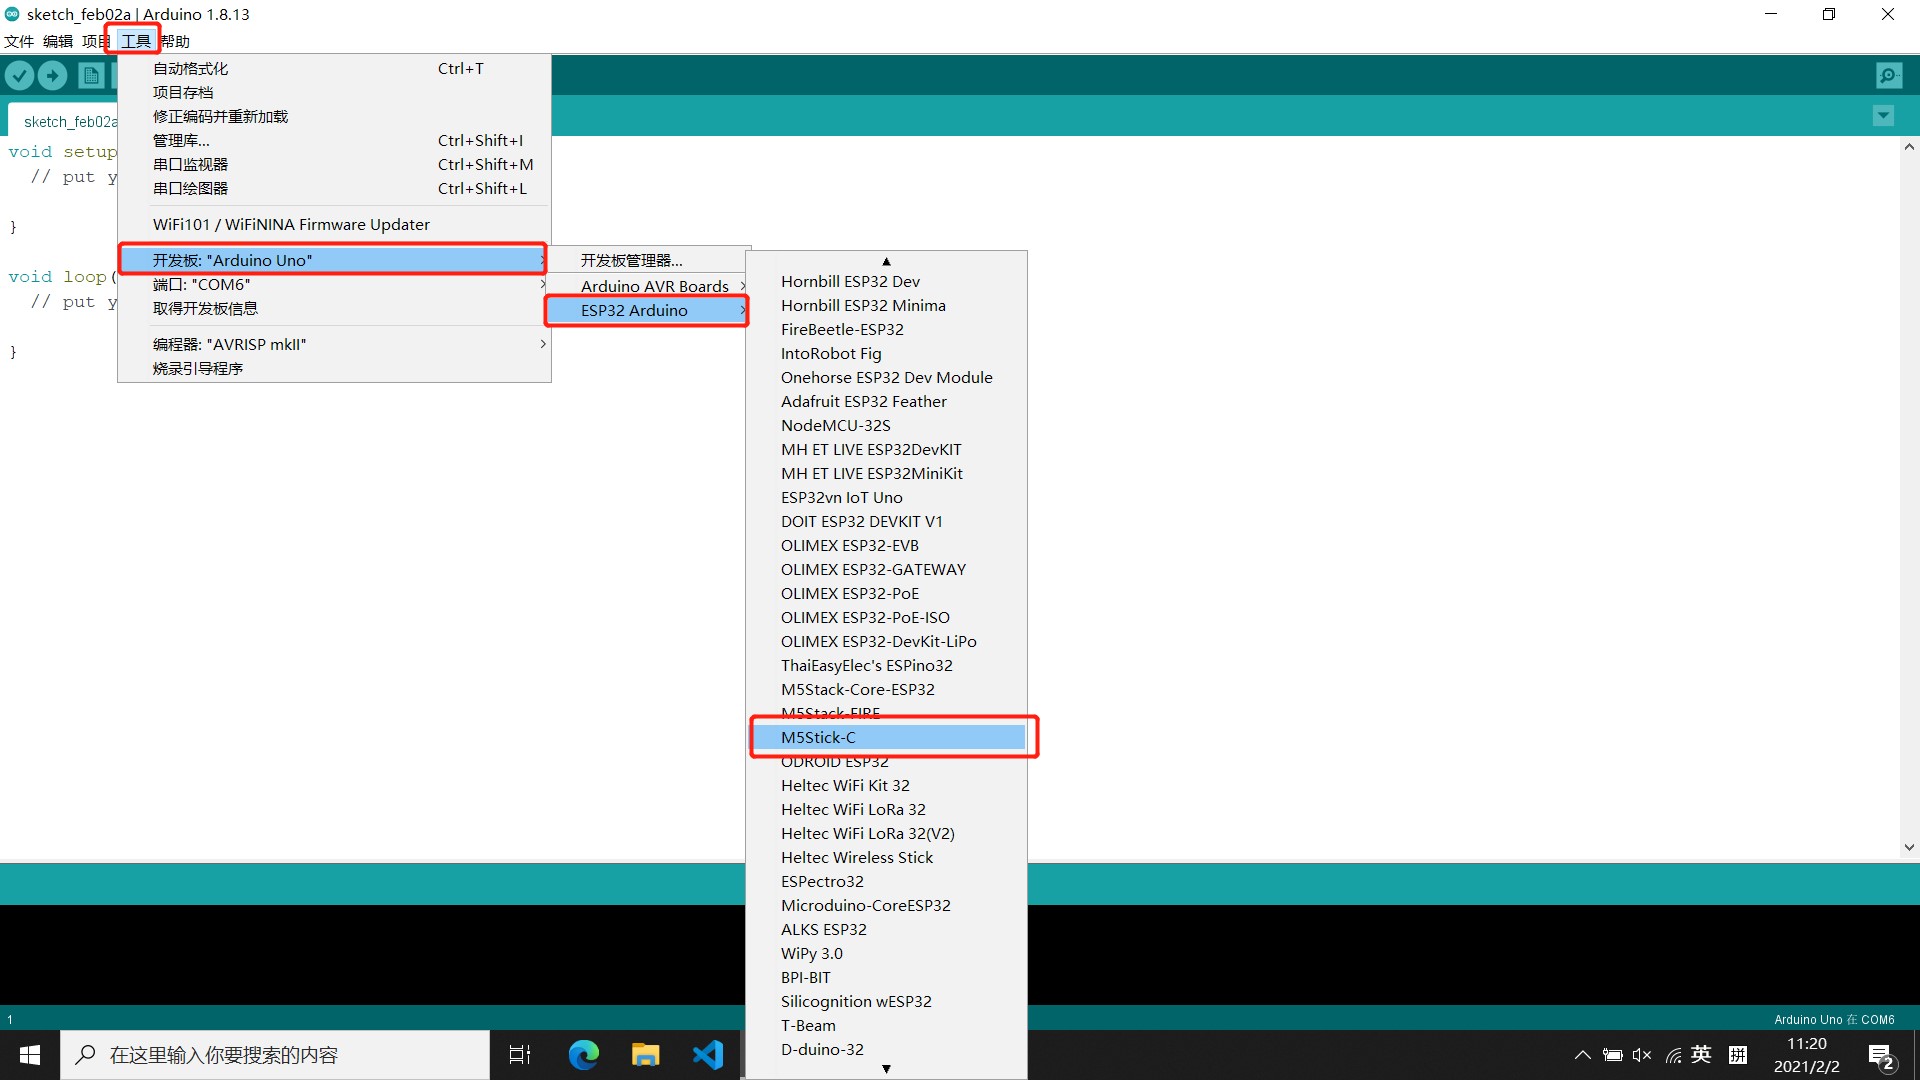 sketch_feb02a | Arduino 1.8.13
文件 编辑 项目 工具 帮助
sketch_feb02a
void setup
// put y
}
void loop(
// put y
}
自动格式化 Ctrl+T
项目存档
修正编码并重新加载
管理库... Ctrl+Shift+I
串口监视器 Ctrl+Shift+M
串口绘图器 Ctrl+Shift+L
WiFi101 / WiFiNINA Firmware Updater
开发板: "Arduino Uno"
端口: "COM6"
取得开发板信息
编程器: "AVRISP mkII"
烧录引导程序
开发板管理器...
Arduino AVR Boards
ESP32 Arduino
Hornbill ESP32 Dev
Hornbill ESP32 Minima
FireBeetle-ESP32
IntoRobot Fig
Onehorse ESP32 Dev Module
Adafruit ESP32 Feather
NodeMCU-32S
MH ET LIVE ESP32DevKIT
MH ET LIVE ESP32MiniKit
ESP32vn IoT Uno
DOIT ESP32 DEVKIT V1
OLIMEX ESP32-EVB
OLIMEX ESP32-GATEWAY
OLIMEX ESP32-PoE
OLIMEX ESP32-PoE-ISO
OLIMEX ESP32-DevKit-LiPo
ThaiEasyElec's ESPino32
M5Stack-Core-ESP32
M5Stack-FIRE
M5Stick-C
ODROID ESP32
Heltec WiFi Kit 32
Heltec WiFi LoRa 32
Heltec WiFi LoRa 32(V2)
Heltec Wireless Stick
ESPectro32
Microduino-CoreESP32
ALKS ESP32
WiPy 3.0
BPI-BIT
Silicognition wESP32
T-Beam
D-duino-32
1
Arduino Uno 在 COM6
在这里输入你要搜索的内容
英 拼
11:20
2021/2/2
2